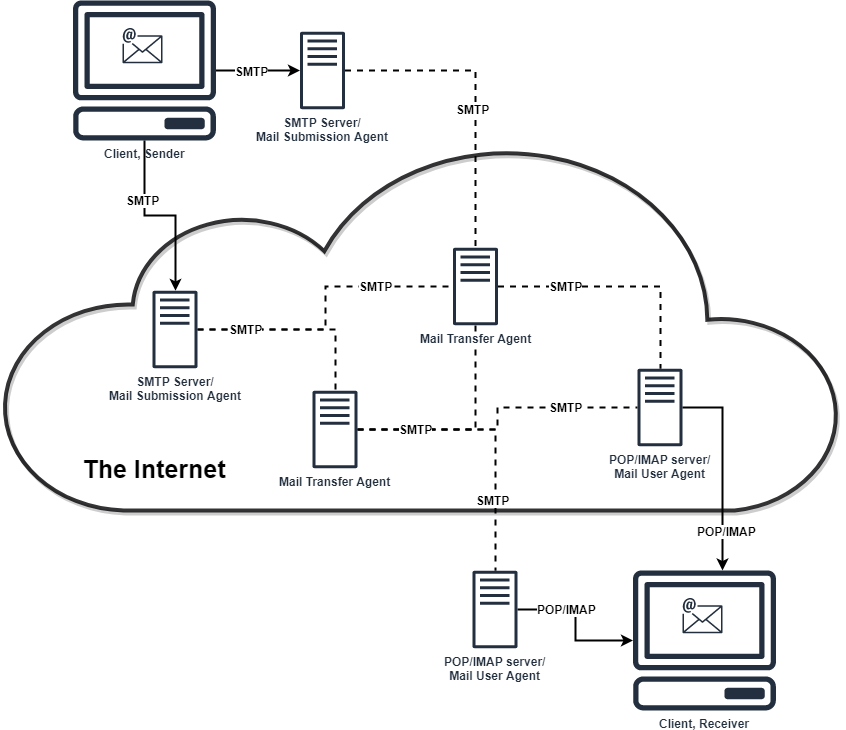 @
SMTP
SMTP Server/
Mail Submission Agent
SMTP
Client, Sender
SMTP
SMTP
SMTP
SMTP
Mail Transfer Agent
SMTP Server/
Mail Submission Agent
SMTP
SMTP
The Internet
Mail Transfer Agent
POP/IMAP server/
Mail User Agent
SMTP
POP/IMAP
@
POP/IMAP
POP/IMAP server/
Mail User Agent
Client, Receiver